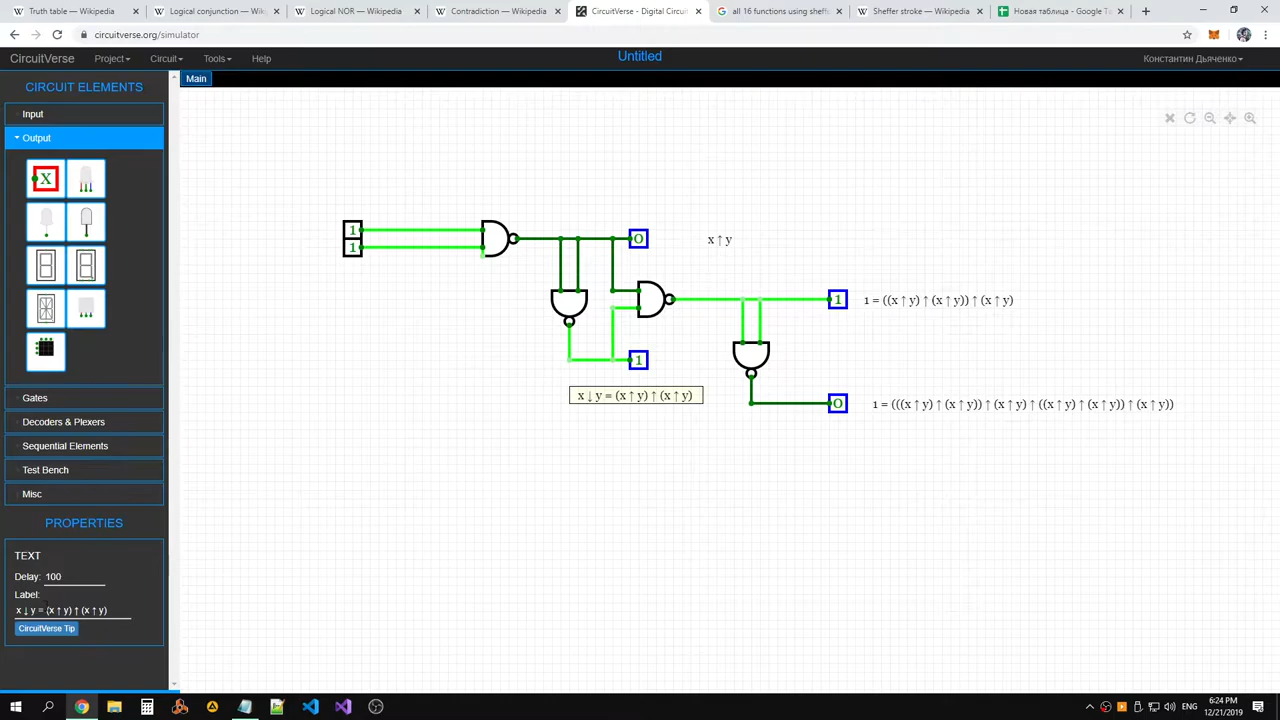 Truth table — Wikipedia
Logical conjunction — Wiki
Logical NOR — Wikipedia
Contradiction — Wikipedia
CircuitVerse - Digital Circui
all 16 functions using sheffe
Sheffer stroke — Wikipedia
Новая таблица - Google Та
circuitverse.org/simulator
CircuitVerse
Project
Circuit
Tools
Help
Untitled
Константин Дьяченко
Main
CIRCUIT ELEMENTS
Input
Output
X
Gates
Decoders & Plexers
Sequential Elements
Test Bench
Misc
PROPERTIES
TEXT
Delay: 100
Label:
x ↓ y = (x ↑ y) ↑ (x ↑ y)
CircuitVerse Tip
1
1
0
x ↑ y
1
1 = ((x ↑ y) ↑ (x ↑ y)) ↑ (x ↑ y)
1
x ↓ y = (x ↑ y) ↑ (x ↑ y)
0
1 = (((x ↑ y) ↑ (x ↑ y)) ↑ (x ↑ y) ↑ ((x ↑ y) ↑ (x ↑ y)) ↑ (x ↑ y))
ENG
6:24 PM
12/21/2019